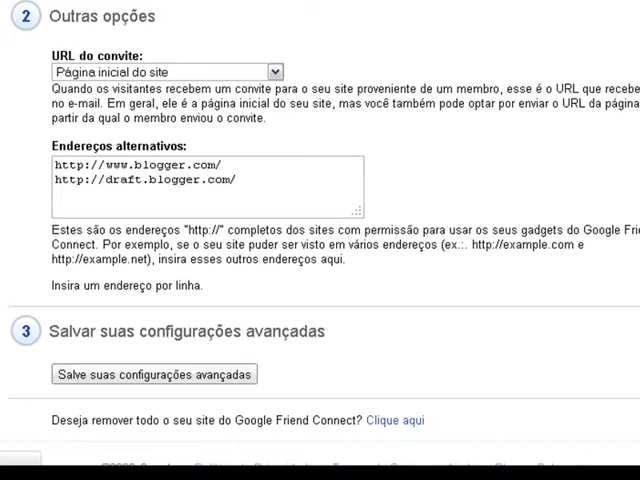 2 Outras opções
URL do convite:
Página inicial do site
Quando os visitantes recebem um convite para o seu site proveniente de um membro, esse é o URL que recebe
no e-mail. Em geral, ele é a página inicial do seu site, mas você também pode optar por enviar o URL da página
partir da qual o membro enviou o convite.
Endereços alternativos:
http://www.blogger.com/
http://draft.blogger.com/
Estes são os endereços "http://" completos dos sites com permissão para usar os seus gadgets do Google Frie
Connect. Por exemplo, se o seu site puder ser visto em vários endereços (ex.:. http://example.com e
http://example.net), insira esses outros endereços aqui.
Insira um endereço por linha.
3 Salvar suas configurações avançadas
Salve suas configurações avançadas
Deseja remover todo o seu site do Google Friend Connect? Clique aqui